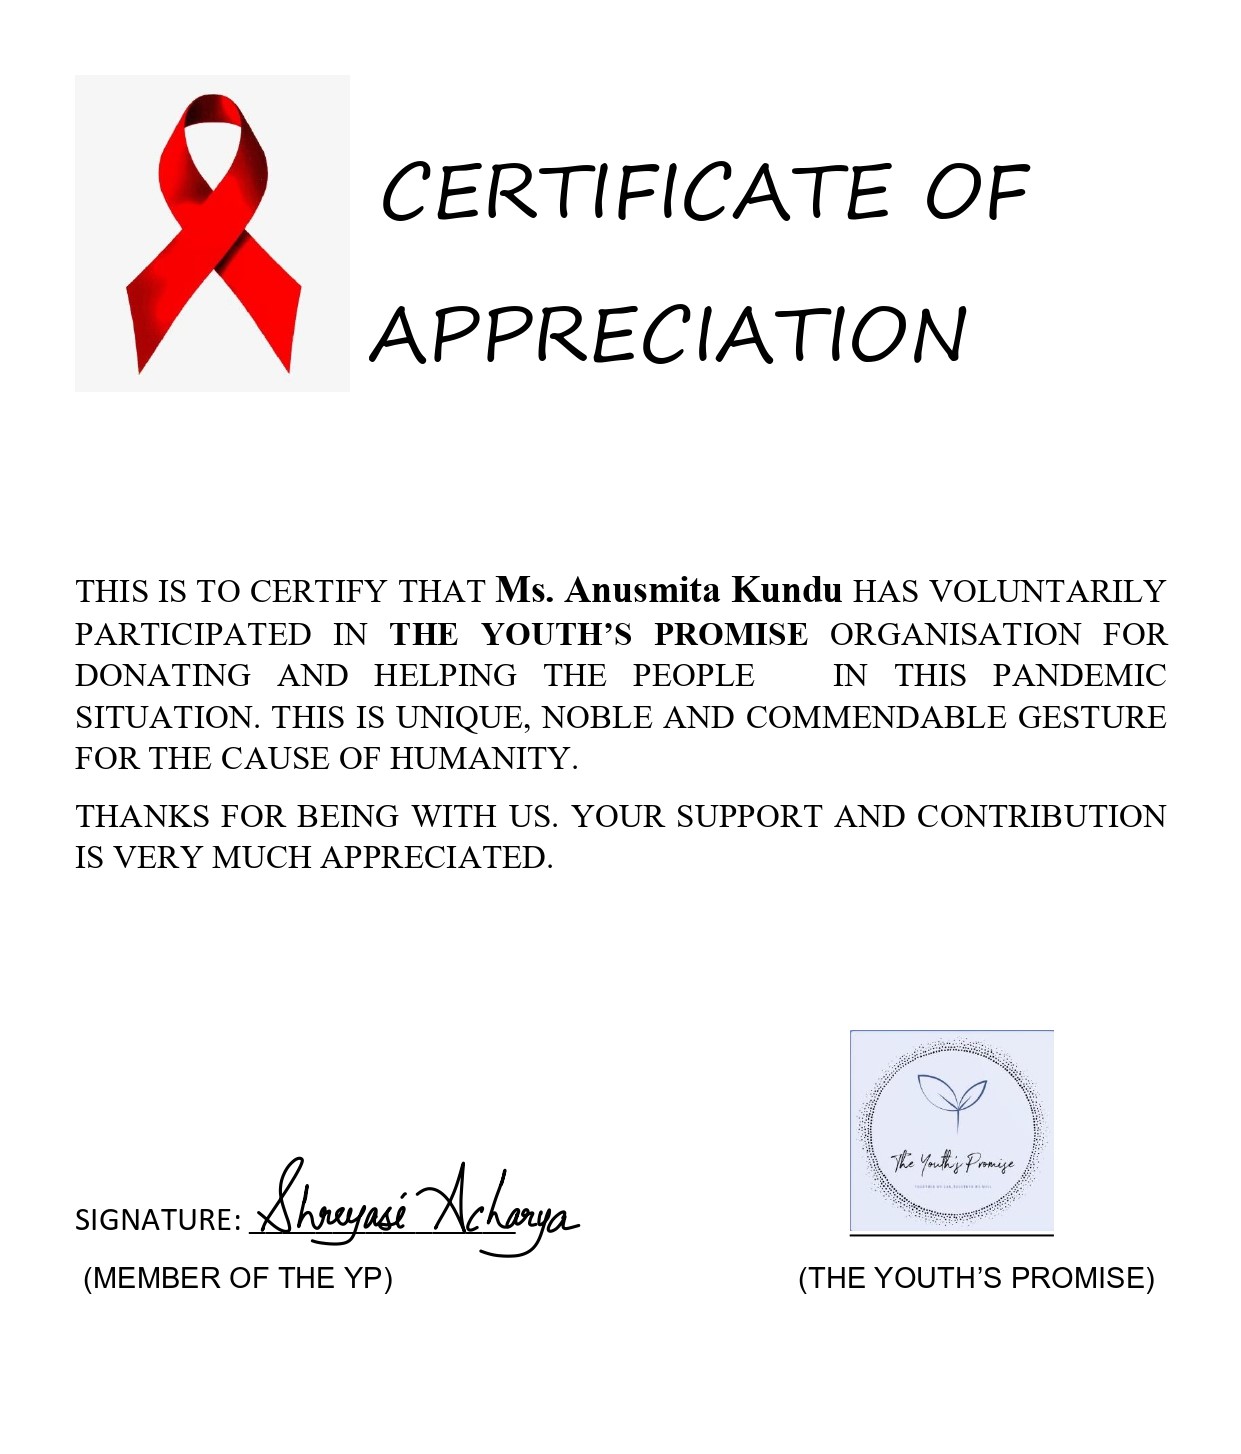 CERTIFICATE OF
APPRECIATION
THIS IS TO CERTIFY THAT Ms. Anusmita Kundu HAS VOLUNTARILY
PARTICIPATED IN THE YOUTH’S PROMISE ORGANISATION FOR
DONATING AND HELPING THE PEOPLE IN THIS PANDEMIC
SITUATION. THIS IS UNIQUE, NOBLE AND COMMENDABLE GESTURE
FOR THE CAUSE OF HUMANITY.
THANKS FOR BEING WITH US. YOUR SUPPORT AND CONTRIBUTION
IS VERY MUCH APPRECIATED.
The Youth's Promise
SIGNATURE: Shreyasi Acharya
(MEMBER OF THE YP) (THE YOUTH’S PROMISE)